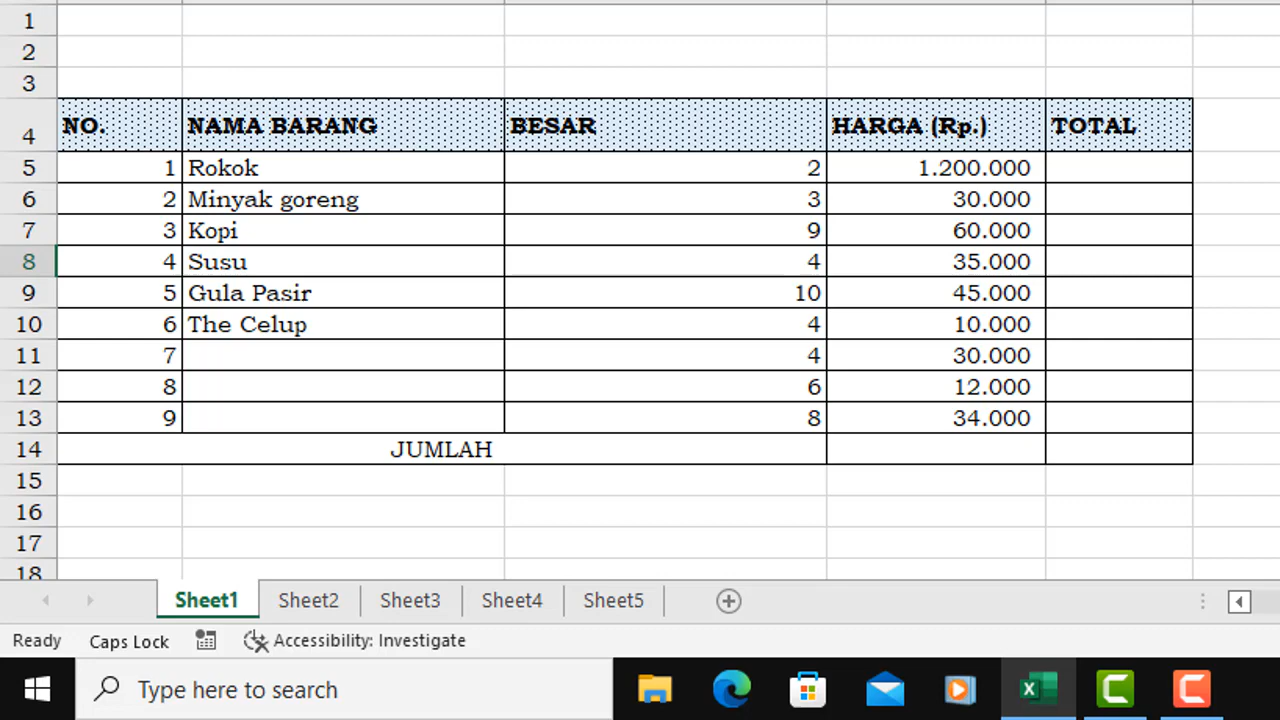 1
2
3
4 NO. NAMA BARANG BESAR HARGA (Rp.) TOTAL
5 1 Rokok 2 1.200.000
6 2 Minyak goreng 3 30.000
7 3 Kopi 9 60.000
8 4 Susu 4 35.000
9 5 Gula Pasir 10 45.000
10 6 The Celup 4 10.000
11 7 4 30.000
12 8 6 12.000
13 9 8 34.000
14 JUMLAH
15
16
17
18
Sheet1 Sheet2 Sheet3 Sheet4 Sheet5
Ready Caps Lock Accessibility: Investigate
Type here to search